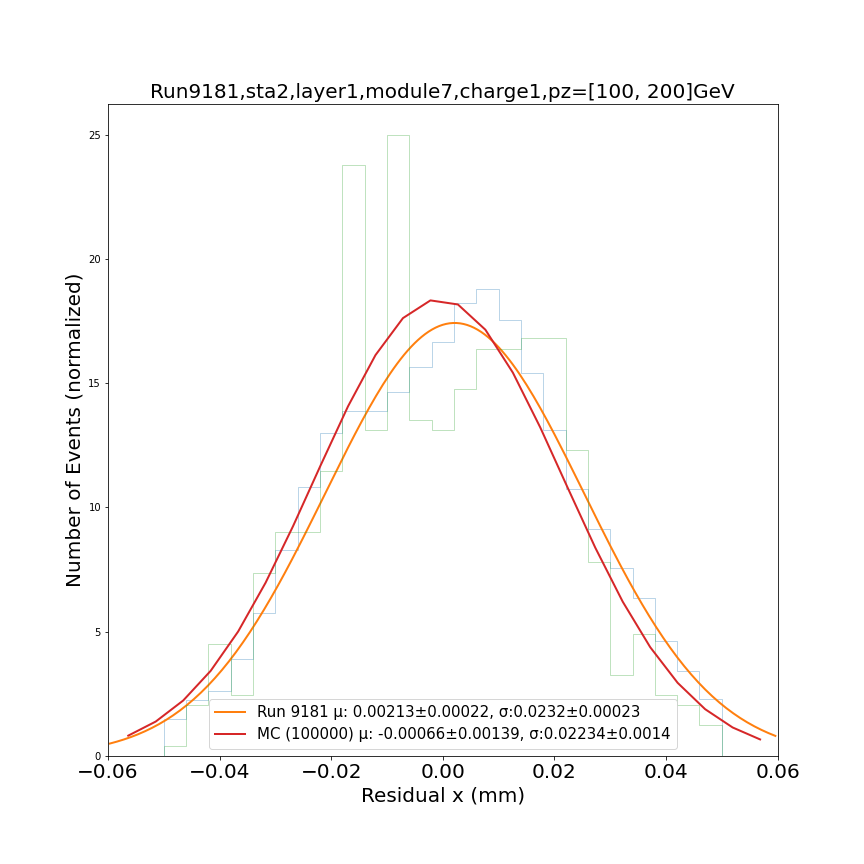 Run9181,sta2,layer1,module7,charge1,pz=[100, 200]GeV
25
20
15
10
5
0
Number of Events (normalized)
Run 9181 μ: 0.00213±0.00022, σ:0.0232±0.00023
MC (100000) μ: -0.00066±0.00139, σ:0.02234±0.0014
−0.06 −0.04 −0.02 0.00 0.02 0.04 0.06
Residual x (mm)